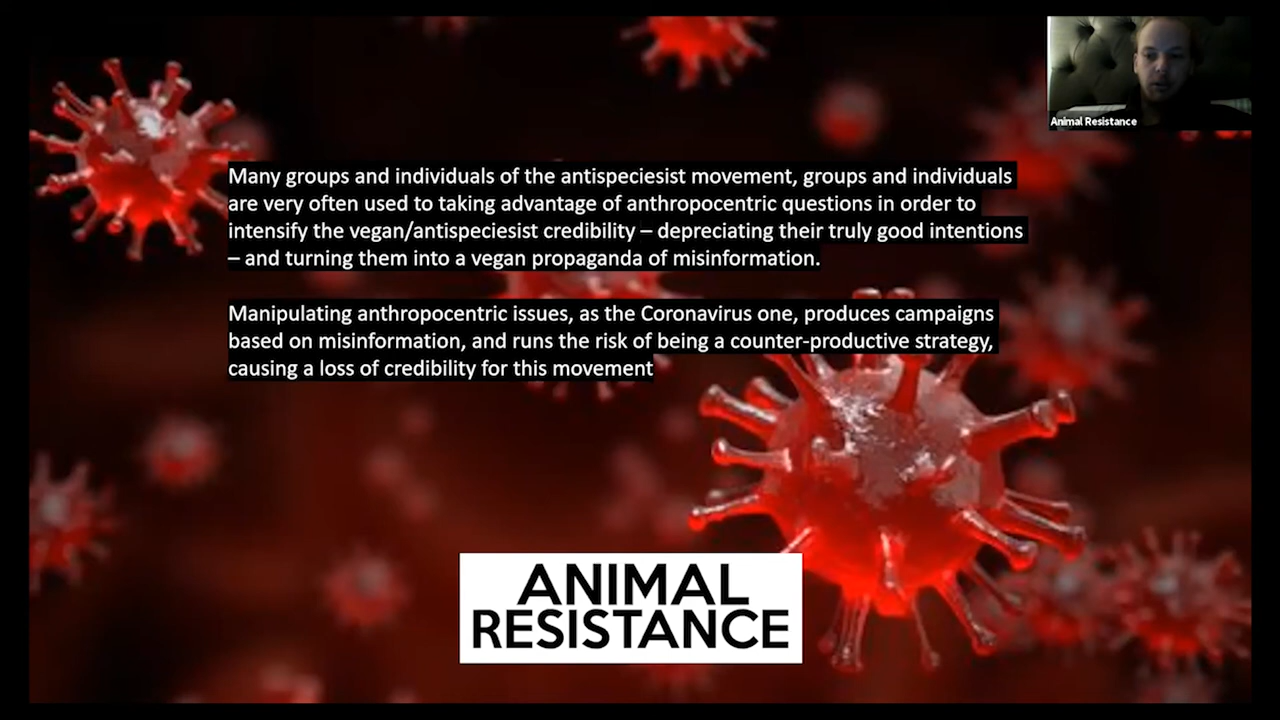 Animal Resistance
Many groups and individuals of the antispeciesist movement, groups and individuals
are very often used to taking advantage of anthropocentric questions in order to
intensify the vegan/antispeciesist credibility – depreciating their truly good intentions
– and turning them into a vegan propaganda of misinformation.
Manipulating anthropocentric issues, as the Coronavirus one, produces campaigns
based on misinformation, and runs the risk of being a counter-productive strategy,
causing a loss of credibility for this movement
ANIMAL
RESISTANCE